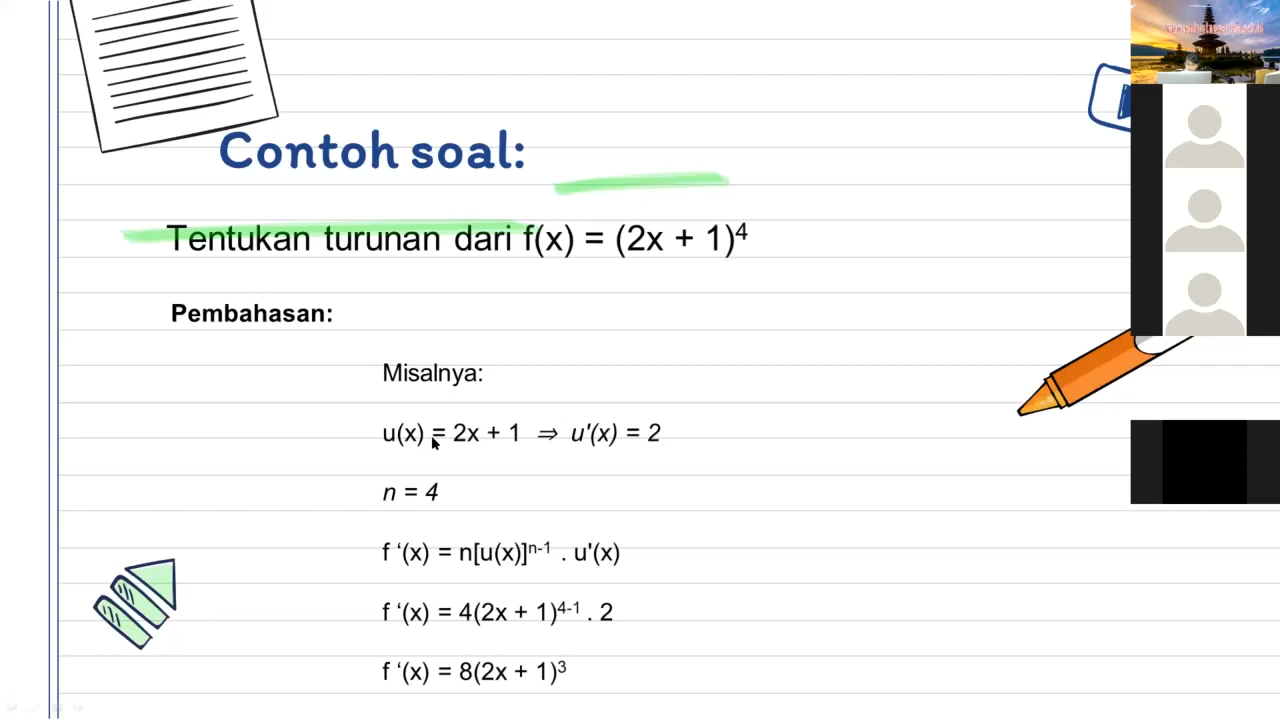 Contoh soal:
Tentukan turunan dari f(x) = (2x + 1)⁴
Pembahasan:
Misalnya:
u(x) = 2x + 1 ⇒ u'(x) = 2
n = 4
f ‘(x) = n[u(x)]ⁿ⁻¹ . u'(x)
f ‘(x) = 4(2x + 1)⁴⁻¹ . 2
f ‘(x) = 8(2x + 1)³